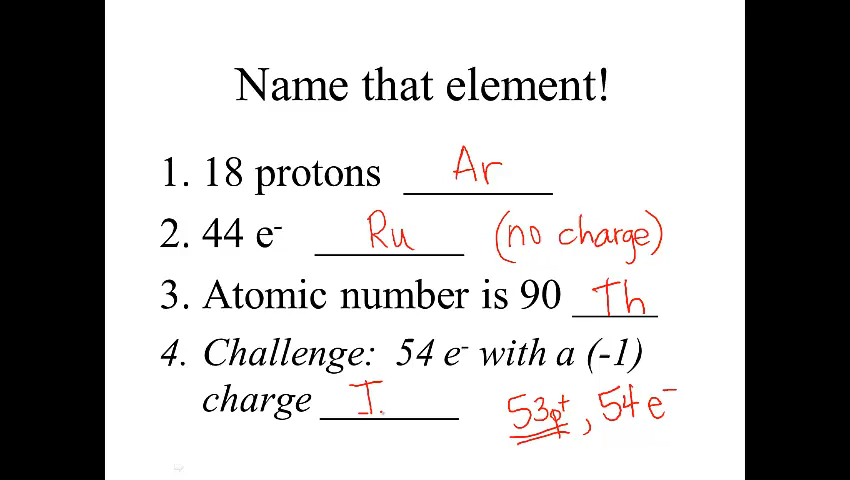 Name that element!
1. 18 protons Ar
2. 44 e⁻ Ru (no charge)
3. Atomic number is 90 Th
4. Challenge: 54 e⁻ with a (-1)
charge I 53p⁺, 54 e⁻